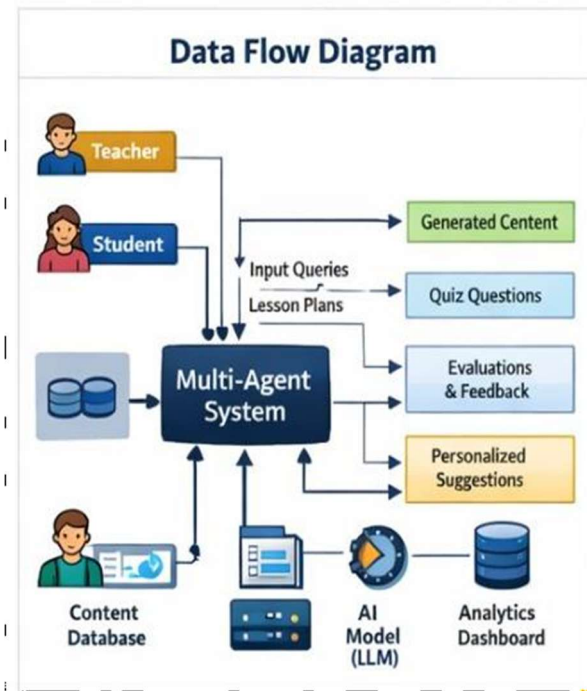 Data Flow Diagram
Teacher
Student
Generated Centent
Input Queries
Lesson Plans
Quiz Questions
Multi-Agent
System
Evaluations
& Feedback
Personalized
Suggestions
Content
Database
AI
Model
(LLM)
Analytics
Dashboard